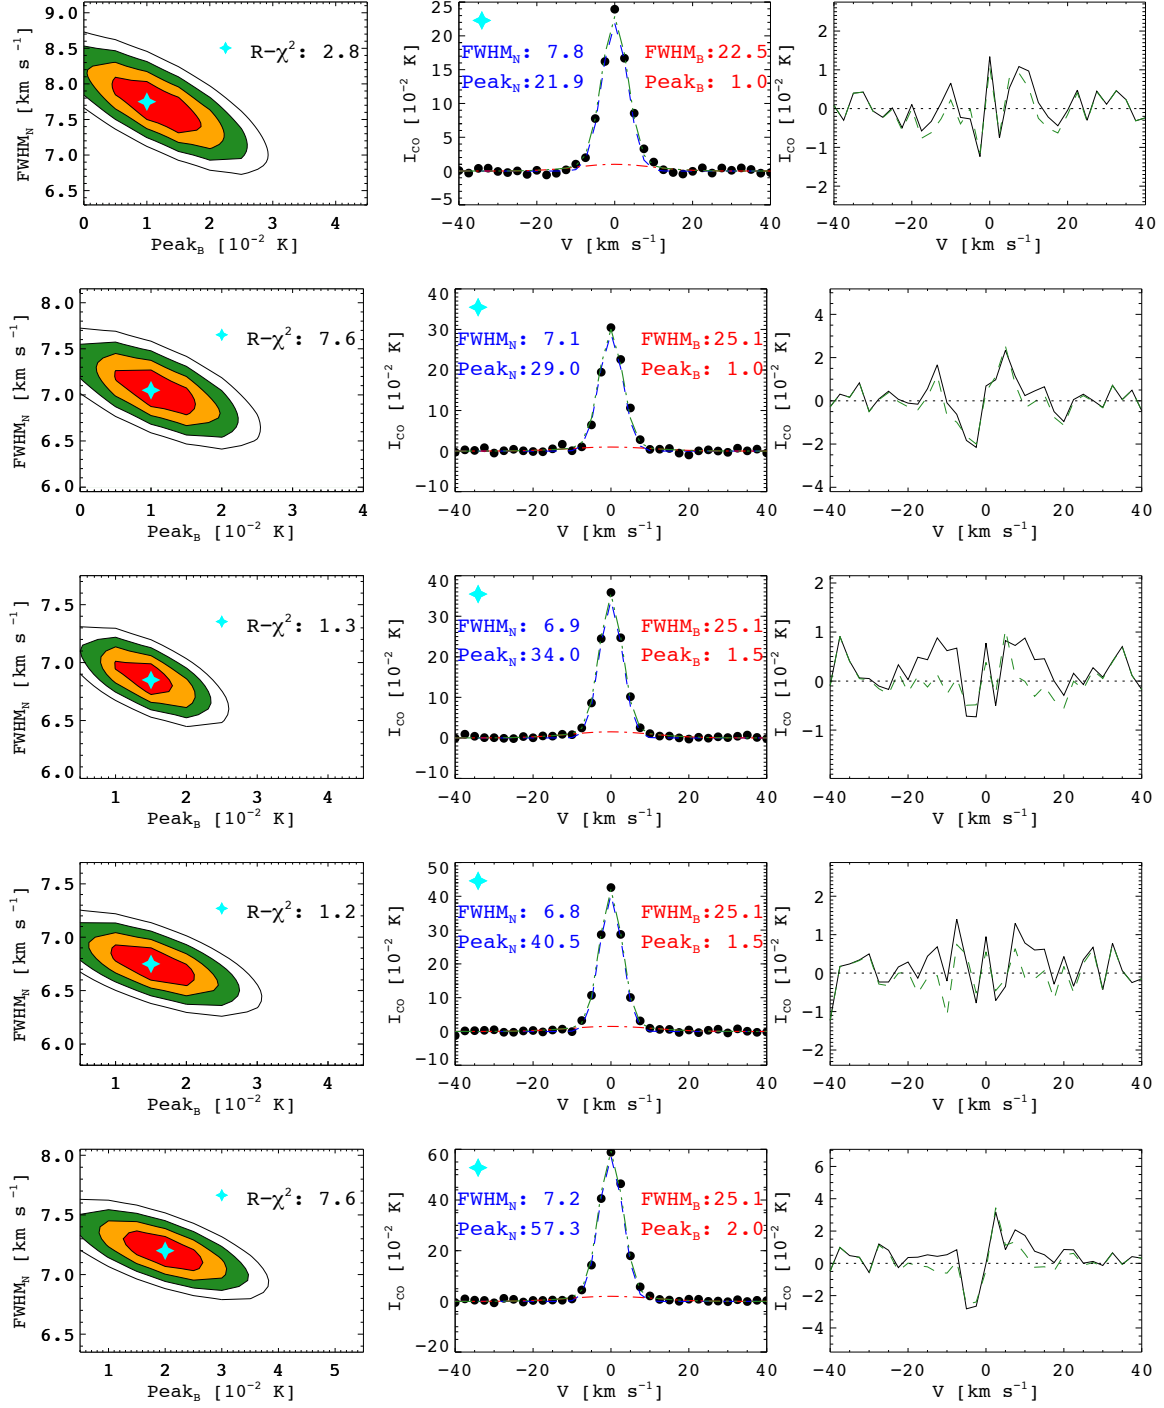 9.0
8.5
8.0
7.5
7.0
6.5
FWHM_N [km s⁻¹]
R−χ²: 2.8
0 1 2 3 4
Peak_B [10⁻² K]
25
20
15
10
5
0
−5
I_CO [10⁻² K]
FWHM_N: 7.8 FWHM_B:22.5
Peak_N:21.9 Peak_B: 1.0
−40 −20 0 20 40
V [km s⁻¹]
2
1
0
−1
−2
I_CO [10⁻² K]
−40 −20 0 20 40
V [km s⁻¹]
8.0
7.5
7.0
6.5
6.0
FWHM_N [km s⁻¹]
R−χ²: 7.6
0 1 2 3 4
Peak_B [10⁻² K]
40
30
20
10
0
−10
I_CO [10⁻² K]
FWHM_N: 7.1 FWHM_B:25.1
Peak_N:29.0 Peak_B: 1.0
−40 −20 0 20 40
V [km s⁻¹]
4
2
0
−2
−4
I_CO [10⁻² K]
−40 −20 0 20 40
V [km s⁻¹]
7.5
7.0
6.5
6.0
FWHM_N [km s⁻¹]
R−χ²: 1.3
1 2 3 4
Peak_B [10⁻² K]
40
30
20
10
0
−10
I_CO [10⁻² K]
FWHM_N: 6.9 FWHM_B:25.1
Peak_N:34.0 Peak_B: 1.5
−40 −20 0 20 40
V [km s⁻¹]
2
1
0
−1
I_CO [10⁻² K]
−40 −20 0 20 40
V [km s⁻¹]
7.5
7.0
6.5
6.0
FWHM_N [km s⁻¹]
R−χ²: 1.2
1 2 3 4
Peak_B [10⁻² K]
50
40
30
20
10
0
−10
I_CO [10⁻² K]
FWHM_N: 6.8 FWHM_B:25.1
Peak_N:40.5 Peak_B: 1.5
−40 −20 0 20 40
V [km s⁻¹]
2
1
0
−1
−2
I_CO [10⁻² K]
−40 −20 0 20 40
V [km s⁻¹]
8.0
7.5
7.0
6.5
FWHM_N [km s⁻¹]
R−χ²: 7.6
1 2 3 4 5
Peak_B [10⁻² K]
60
40
20
0
−20
I_CO [10⁻² K]
FWHM_N: 7.2 FWHM_B:25.1
Peak_N:57.3 Peak_B: 2.0
−40 −20 0 20 40
V [km s⁻¹]
6
4
2
0
−2
−4
I_CO [10⁻² K]
−40 −20 0 20 40
V [km s⁻¹]